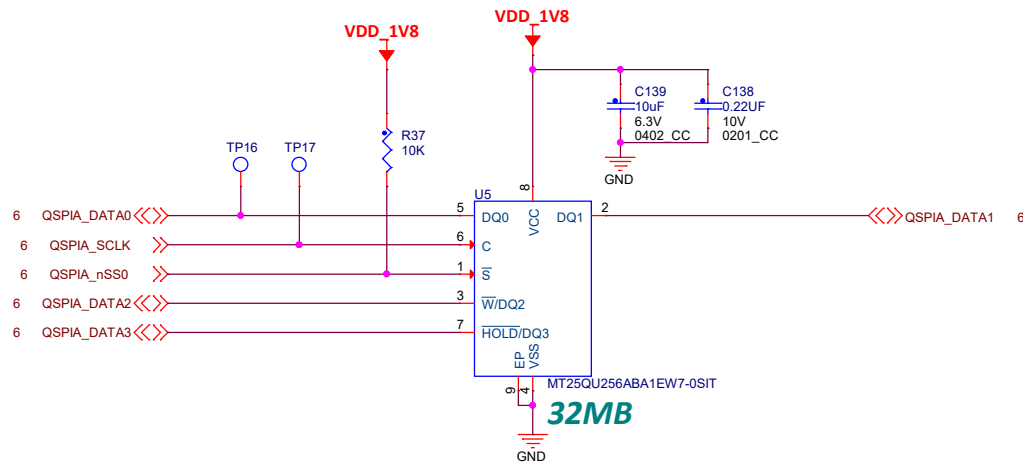 VDD_1V8
VDD_1V8
C139
10uF
6.3V
0402_CC
C138
0.22UF
10V
0201_CC
R37
10K
TP16
TP17
GND
U5
8
VCC
6 QSPIA_DATA0 5 DQ0
DQ1 2 QSPIA_DATA1 6
6 QSPIA_SCLK 6 C
6 QSPIA_nSS0 1 S
6 QSPIA_DATA2 3 W/DQ2
6 QSPIA_DATA3 7 HOLD/DQ3
EP
VSS
9
4
MT25QU256ABA1EW7-0SIT
32MB
GND